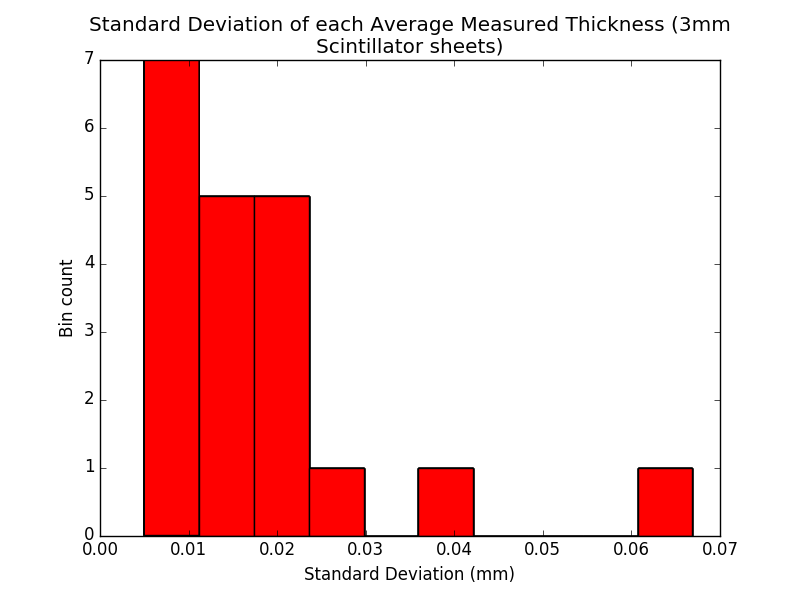 Standard Deviation of each Average Measured Thickness (3mm
Scintillator sheets)
7
6
5
4
3
2
1
0
Bin count
0.00 0.01 0.02 0.03 0.04 0.05 0.06 0.07
Standard Deviation (mm)